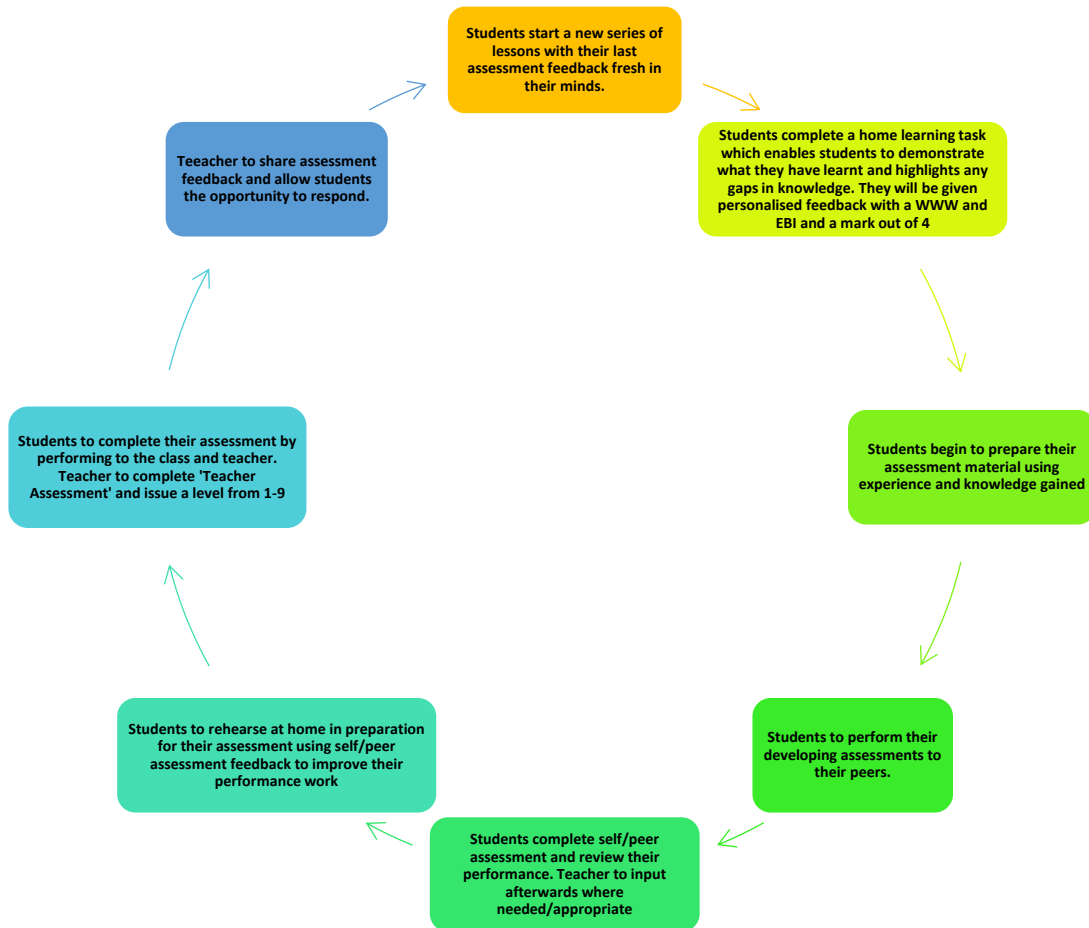 Students start a new series of
lessons with their last
assessment feedback fresh in
their minds.
Students complete a home learning task
which enables students to demonstrate
what they have learnt and highlights any
gaps in knowledge. They will be given
personalised feedback with a WWW and
EBI and a mark out of 4
Students begin to prepare their
assessment material using
experience and knowledge gained
Students to perform their
developing assessments to
their peers.
Students complete self/peer
assessment and review their
performance. Teacher to input
afterwards where
needed/appropriate
Students to rehearse at home in preparation
for their assessment using self/peer
assessment feedback to improve their
performance work
Students to complete their assessment by
performing to the class and teacher.
Teacher to complete 'Teacher
Assessment' and issue a level from 1-9
Teeacher to share assessment
feedback and allow students
the opportunity to respond.